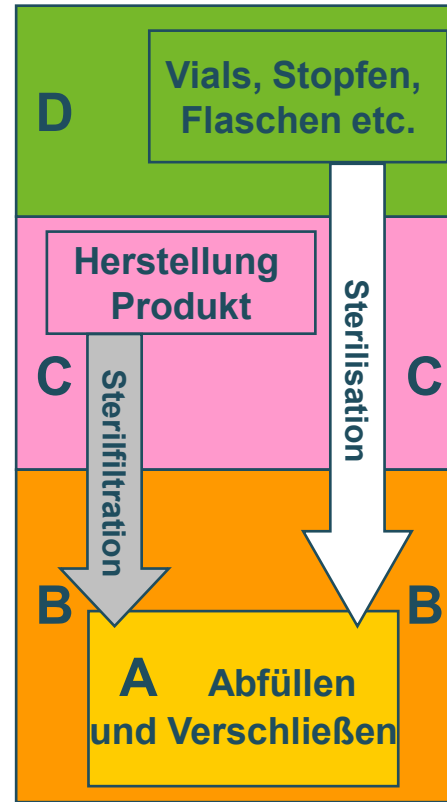 D
Vials, Stopfen,
Flaschen etc.
Herstellung
Produkt
C
Sterilfiltration
Sterilisation
C
B
B
A Abfüllen
und Verschließen